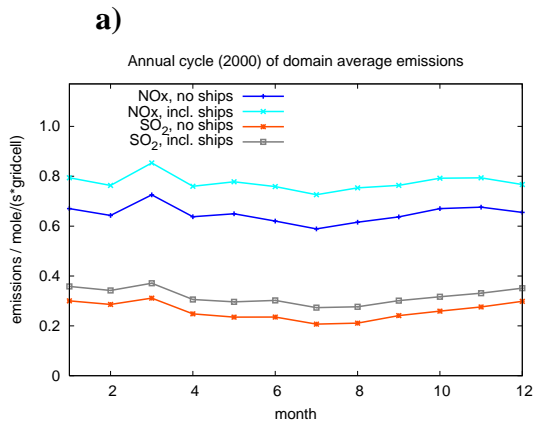 a)
Annual cycle (2000) of domain average emissions
NOx, no ships
NOx, incl. ships
SO2, no ships
SO2, incl. ships
1.0
0.8
0.6
0.4
0.2
0
emissions / mole/(s*gridcell)
2 4 6 8 10 12
month